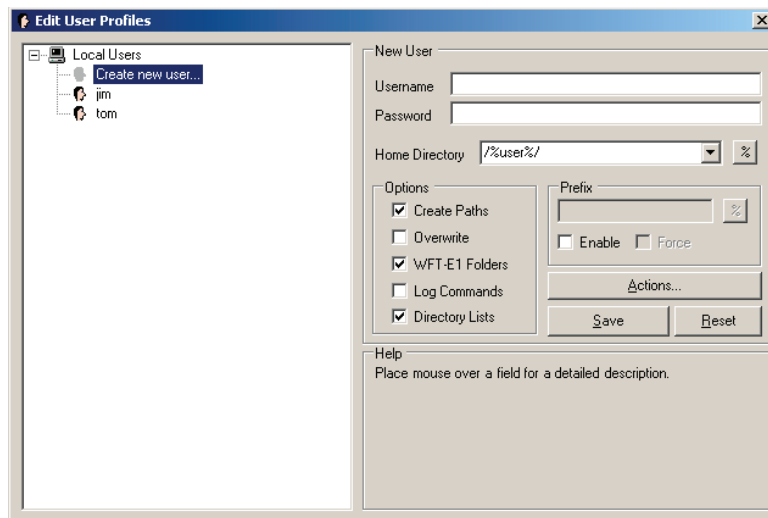 Edit User Profiles
Local Users
Create new user...
jim
tom
New User
Username
Password
Home Directory /%user%/ %
Options
Create Paths
Overwrite
WFT-E1 Folders
Log Commands
Directory Lists
Prefix
%
Enable Force
Actions...
Save Reset
Help
Place mouse over a field for a detailed description.